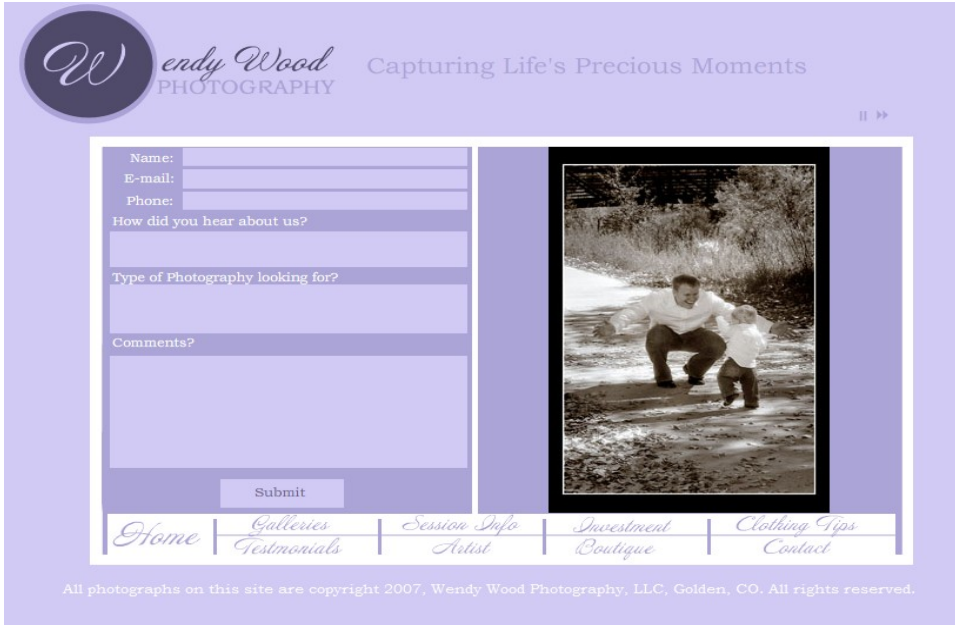 Wendy Wood
PHOTOGRAPHY
Capturing Life's Precious Moments
Name:
E-mail:
Phone:
How did you hear about us?
Type of Photography looking for?
Comments?
Submit
Home
Galleries
Session Info
Investment
Clothing Tips
Testmonials
Artist
Boutique
Contact
All photographs on this site are copyright 2007, Wendy Wood Photography, LLC, Golden, CO. All rights reserved.